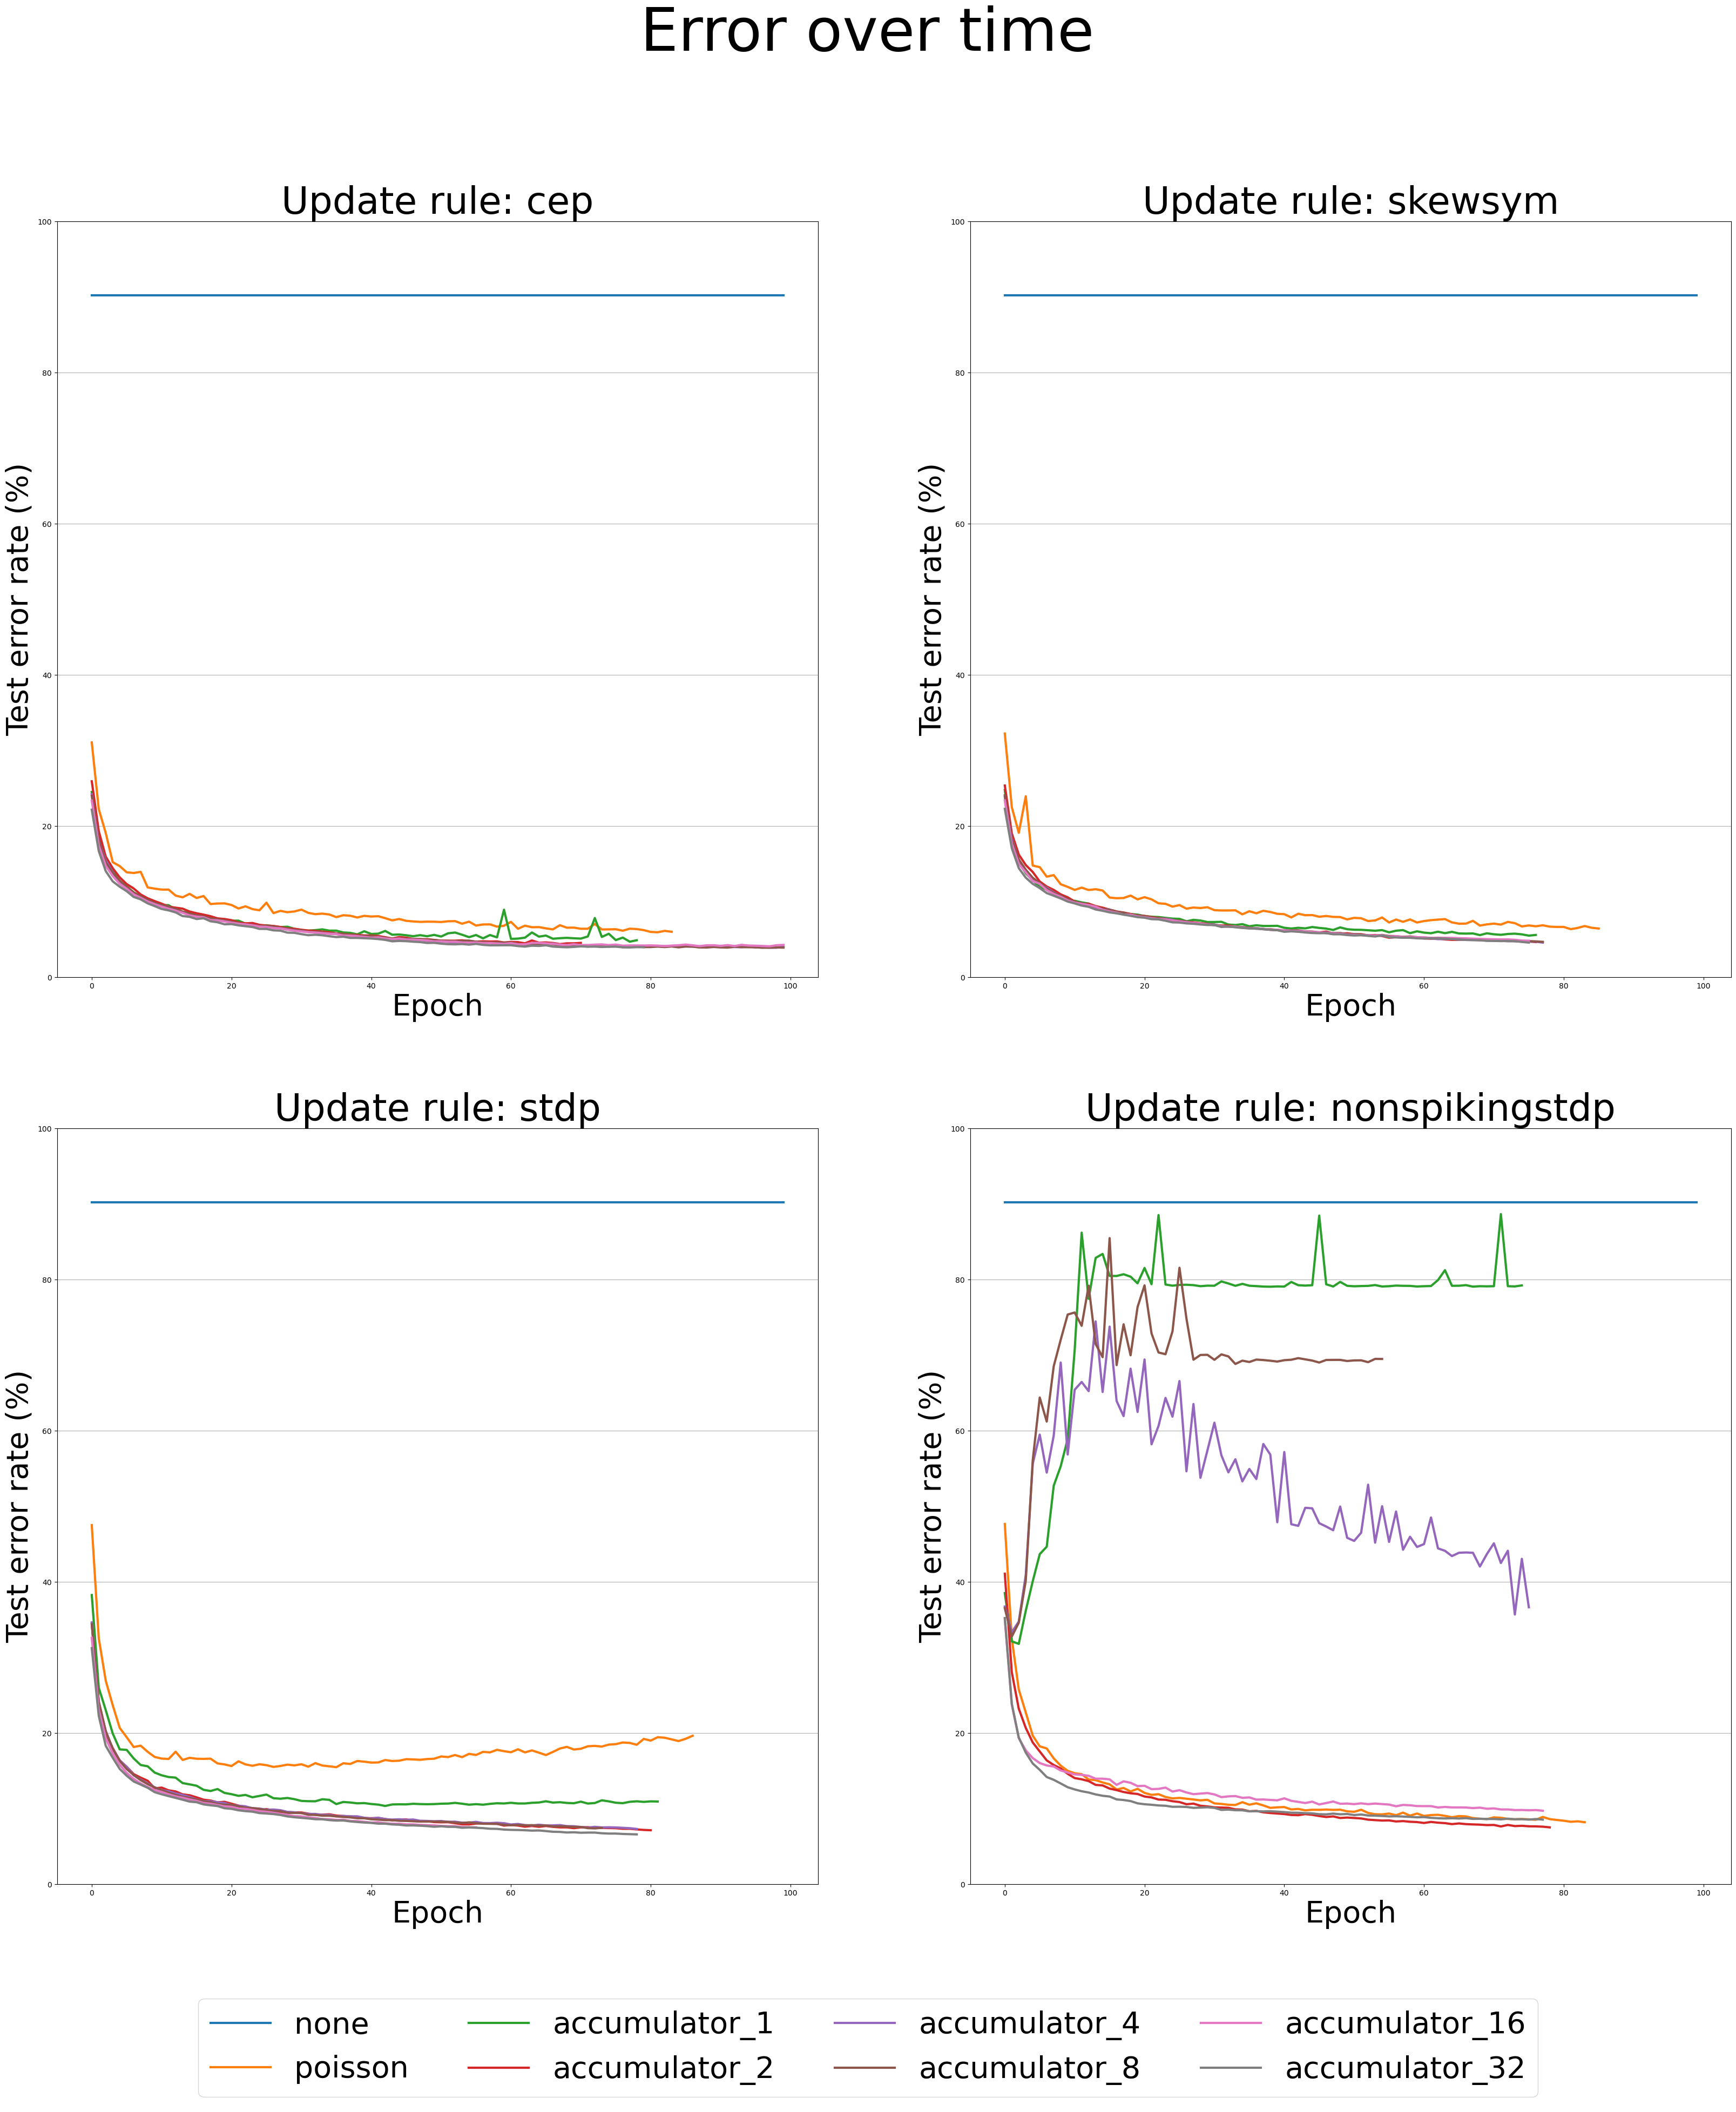 Error over time
Update rule: cep
100
80
60
40
20
0
Test error rate (%)
0 20 40 60 80 100
Epoch
Update rule: skewsym
100
80
60
40
20
0
Test error rate (%)
0 20 40 60 80 100
Epoch
Update rule: stdp
100
80
60
40
20
0
Test error rate (%)
0 20 40 60 80 100
Epoch
Update rule: nonspikingstdp
100
80
60
40
20
0
Test error rate (%)
0 20 40 60 80 100
Epoch
none accumulator_1 accumulator_4 accumulator_16
poisson accumulator_2 accumulator_8 accumulator_32